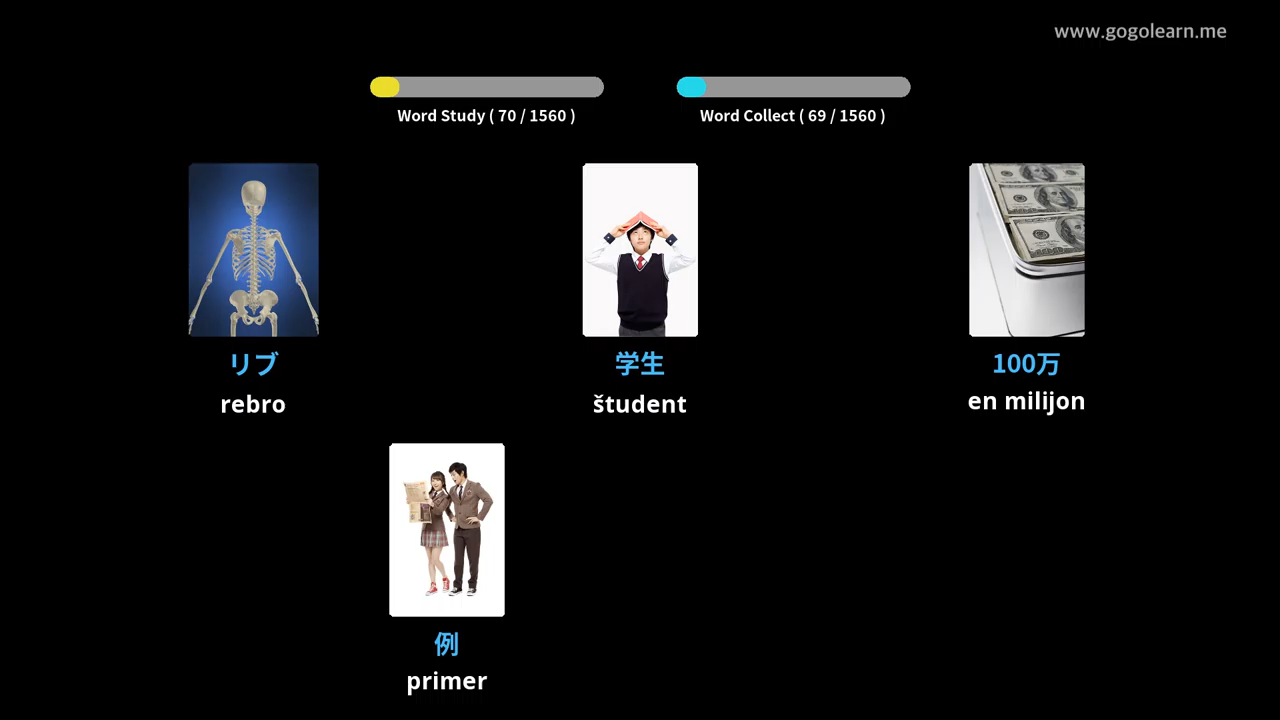 www.gogolearn.me
Word Study ( 70 / 1560 )
Word Collect ( 69 / 1560 )
リブ
rebro
学生
študent
100万
en milijon
例
primer